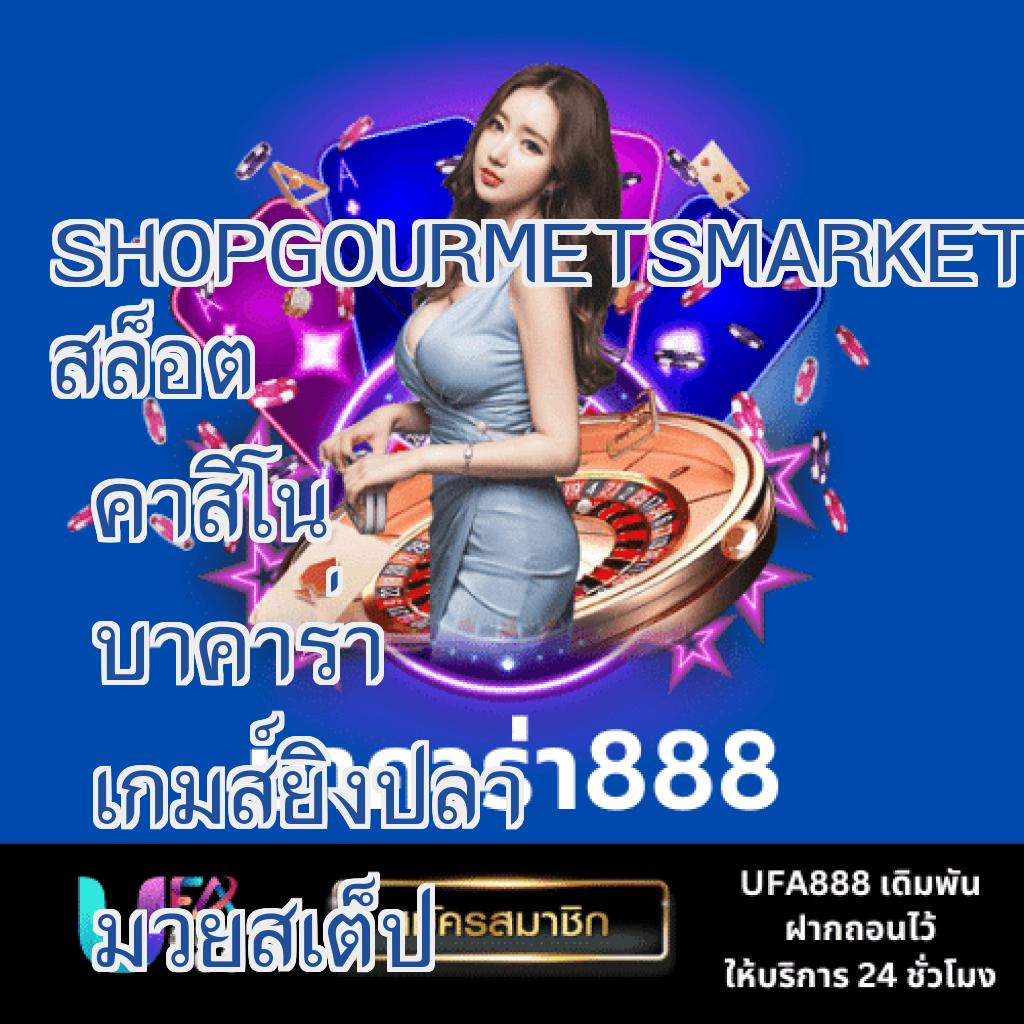 SHOPGOURMETSMARKET
สล็อต
คาสิโน
บาคาร่า
เกมส์ยิงปลา
888
มวยสเต็ป
UFA888 เดิมพัน
ฝากถอนไว้
ให้บริการ 24 ชั่วโมง